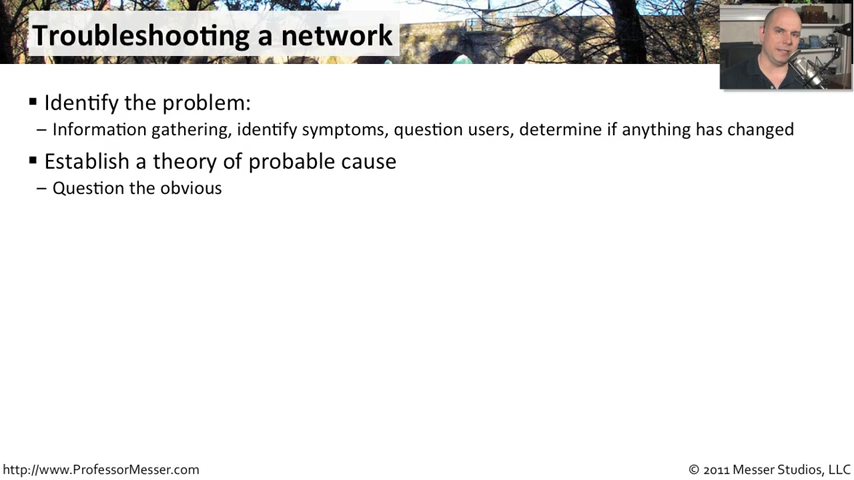 Troubleshooting a network
▪ Identify the problem:
– Information gathering, identify symptoms, question users, determine if anything has changed
▪ Establish a theory of probable cause
– Question the obvious
http://www.ProfessorMesser.com
© 2011 Messer Studios, LLC